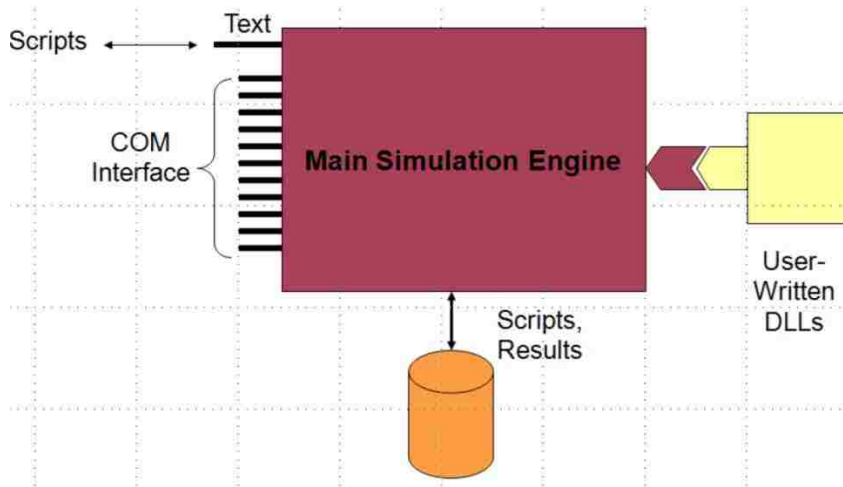 Text
Scripts
COM
Interface
Main Simulation Engine
User-
Written
DLLs
Scripts,
Results